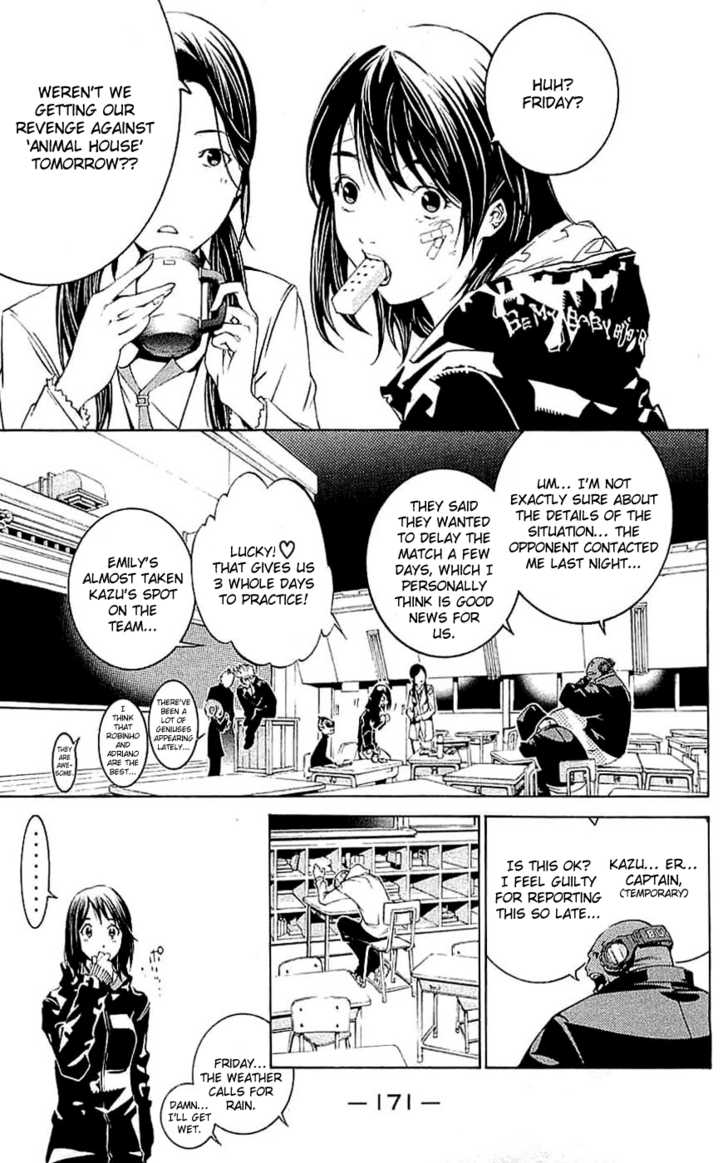 HUH?
FRIDAY?
WEREN'T WE
GETTING OUR
REVENGE AGAINST
'ANIMAL HOUSE'
TOMORROW??
BE MY BABY
UM... I'M NOT
EXACTLY SURE ABOUT
THE DETAILS OF THE
SITUATION... THE
OPPONENT CONTACTED
ME LAST NIGHT...
THEY SAID
THEY WANTED
TO DELAY THE
MATCH A FEW
DAYS, WHICH I
PERSONALLY
THINK IS GOOD
NEWS FOR
US.
LUCKY! ♡
THAT GIVES US
3 WHOLE DAYS
TO PRACTICE!
EMILY'S
ALMOST TAKEN
KAZU'S SPOT
ON THE
TEAM...
THERE'VE
BEEN A
LOT OF
GENIUSES
APPEARING
LATELY...
I
THINK
THAT
ROBINHO
AND
ADRIANO
ARE THE
BEST...
THEY
ARE
AWE-
SOME.
KAZU... ER...
CAPTAIN,
(TEMPORARY)
IS THIS OK?
I FEEL GUILTY
FOR REPORTING
THIS SO LATE...
......
FRIDAY...
THE WEATHER
CALLS FOR
RAIN.
DAMN...
I'LL GET
WET.
— 171 —